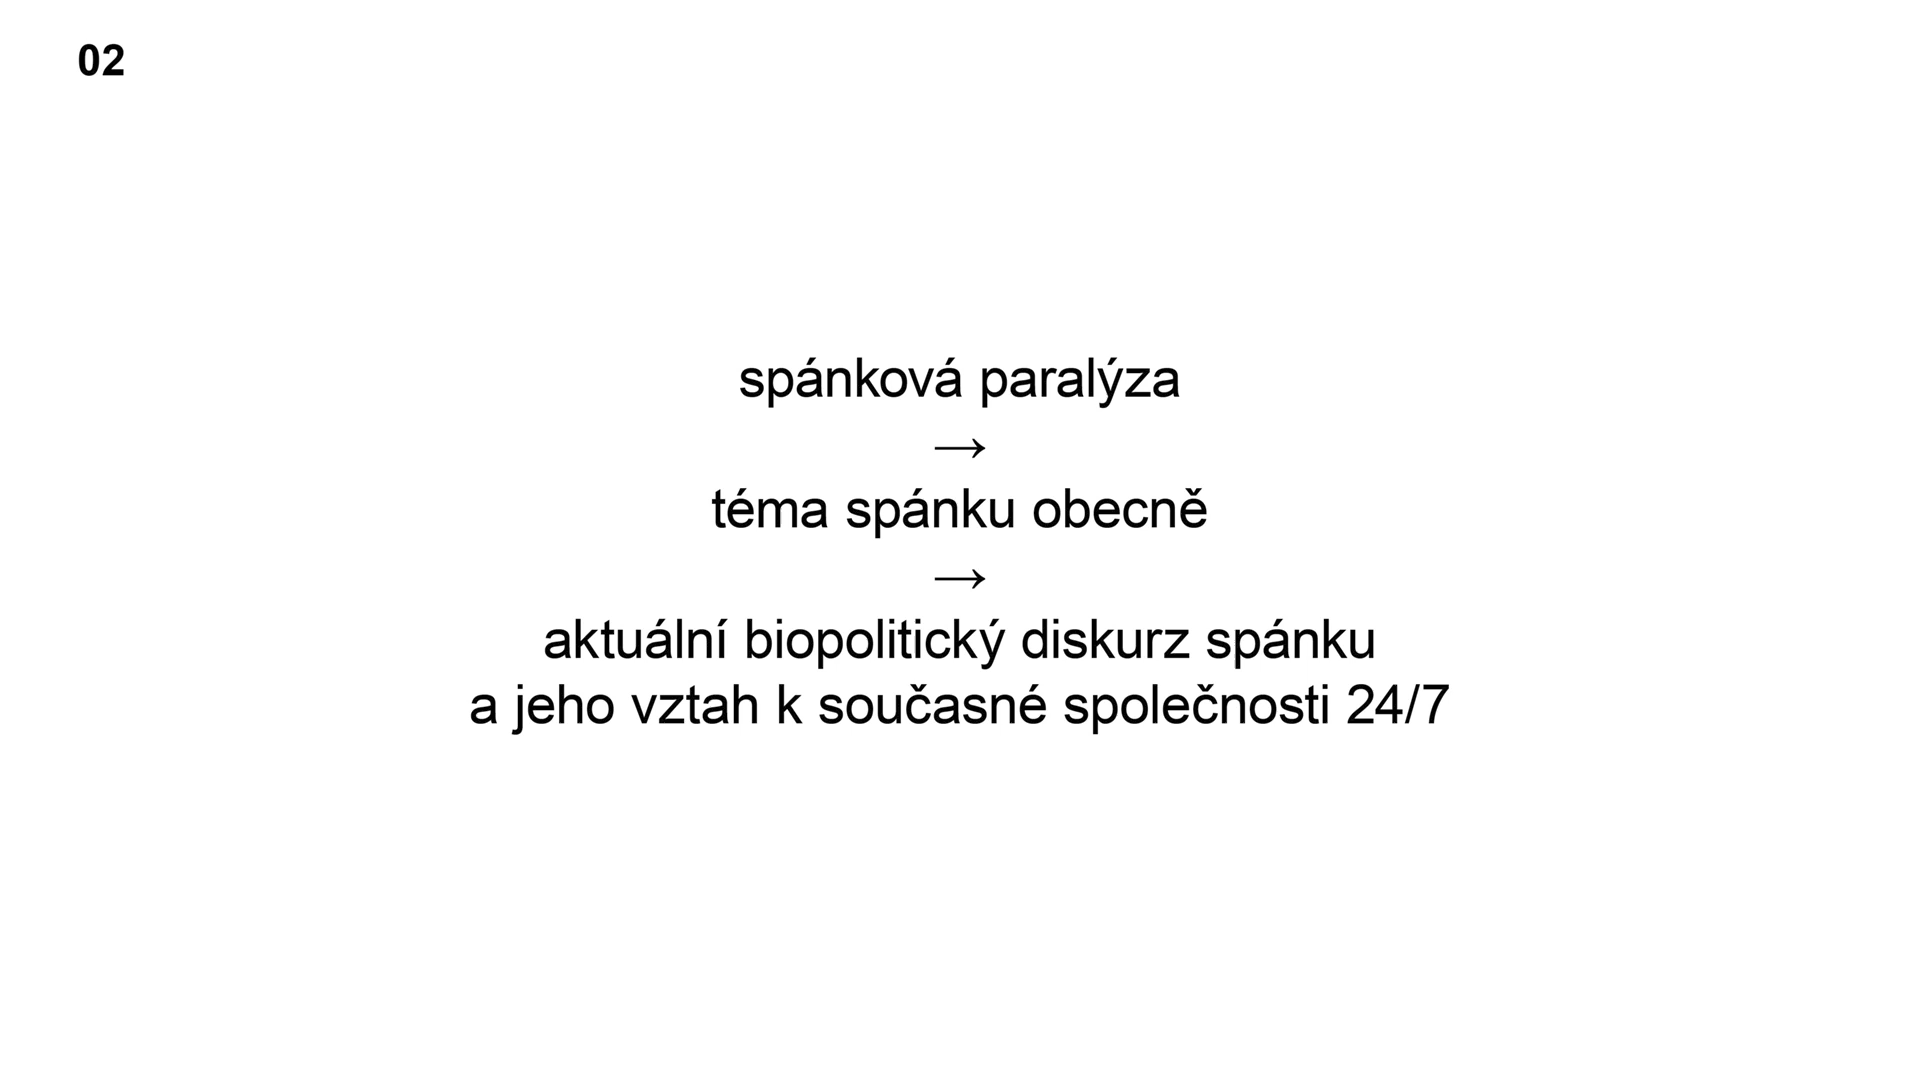 02
spánková paralýza
→
téma spánku obecně
→
aktuální biopolitický diskurz spánku
a jeho vztah k současné společnosti 24/7